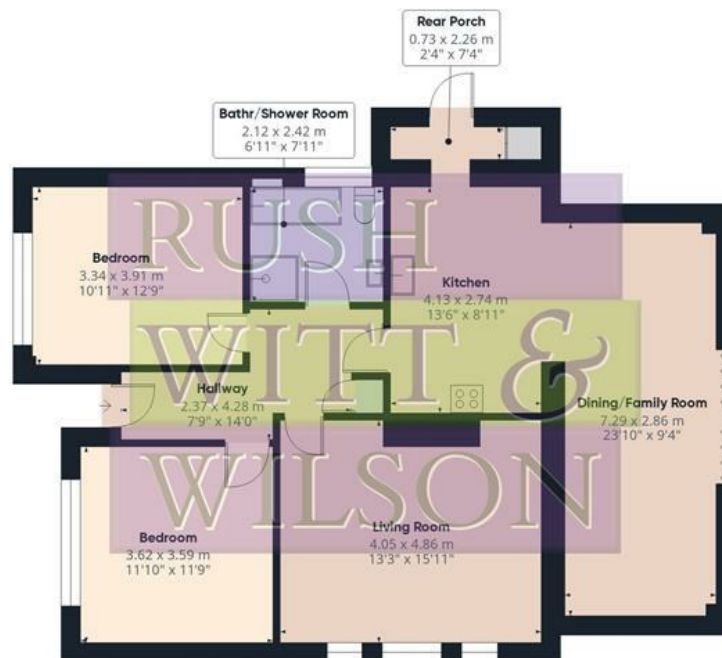 Rear Porch
0.73 x 2.26 m
2'4" x 7'4"
Bathr/Shower Room
2.12 x 2.42 m
6'11" x 7'11"
RUSH
WITT &
WILSON
Bedroom
3.34 x 3.91 m
10'11" x 12'9"
Kitchen
4.13 x 2.74 m
13'6" x 8'11"
Hallway
2.37 x 4.28 m
7'9" x 14'0"
Dining/Family Room
7.29 x 2.86 m
23'10" x 9'4"
Bedroom
3.62 x 3.59 m
11'10" x 11'9"
Living Room
4.05 x 4.86 m
13'3" x 15'11"